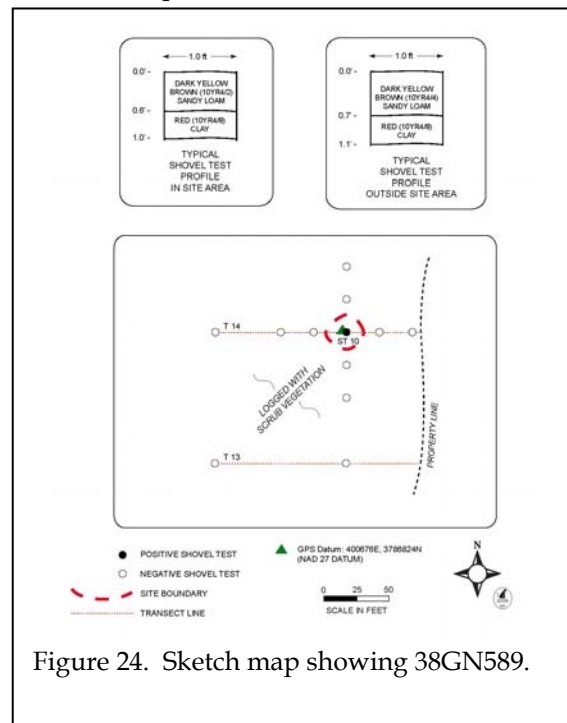 1.0 ft
0.0'
DARK YELLOW
BROWN (10YR4/2)
SANDY LOAM
0.6'
RED (10YR4/8)
CLAY
1.0'
TYPICAL
SHOVEL TEST
PROFILE
IN SITE AREA
1.0 ft
0.0'
DARK YELLOW
BROWN (10YR4/4)
SANDY LOAM
0.7'
RED (10YR4/8)
CLAY
1.1'
TYPICAL
SHOVEL TEST
PROFILE
OUTSIDE SITE AREA
T 14
ST 10
LOGGED WITH
SCRUB VEGETATION
PROPERTY LINE
T 13
POSITIVE SHOVEL TEST
NEGATIVE SHOVEL TEST
SITE BOUNDARY
TRANSECT LINE
GPS Datum: 400676E, 3786824N
(NAD 27 DATUM)
0 25 50
SCALE IN FEET
N
Figure 24. Sketch map showing 38GN589.